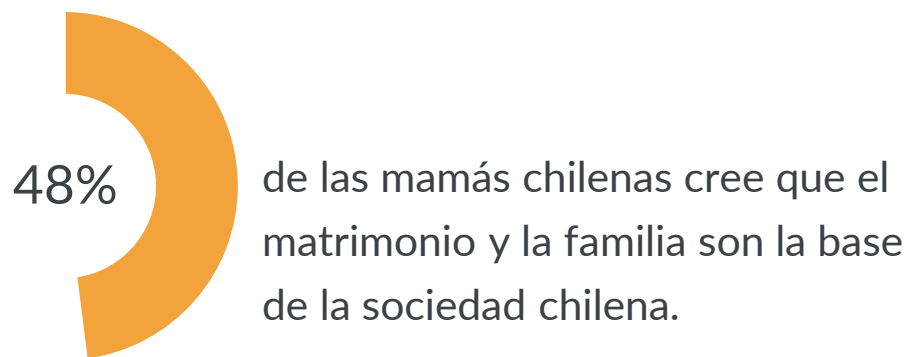 48%
de las mamás chilenas cree que el
matrimonio y la familia son la base
de la sociedad chilena.